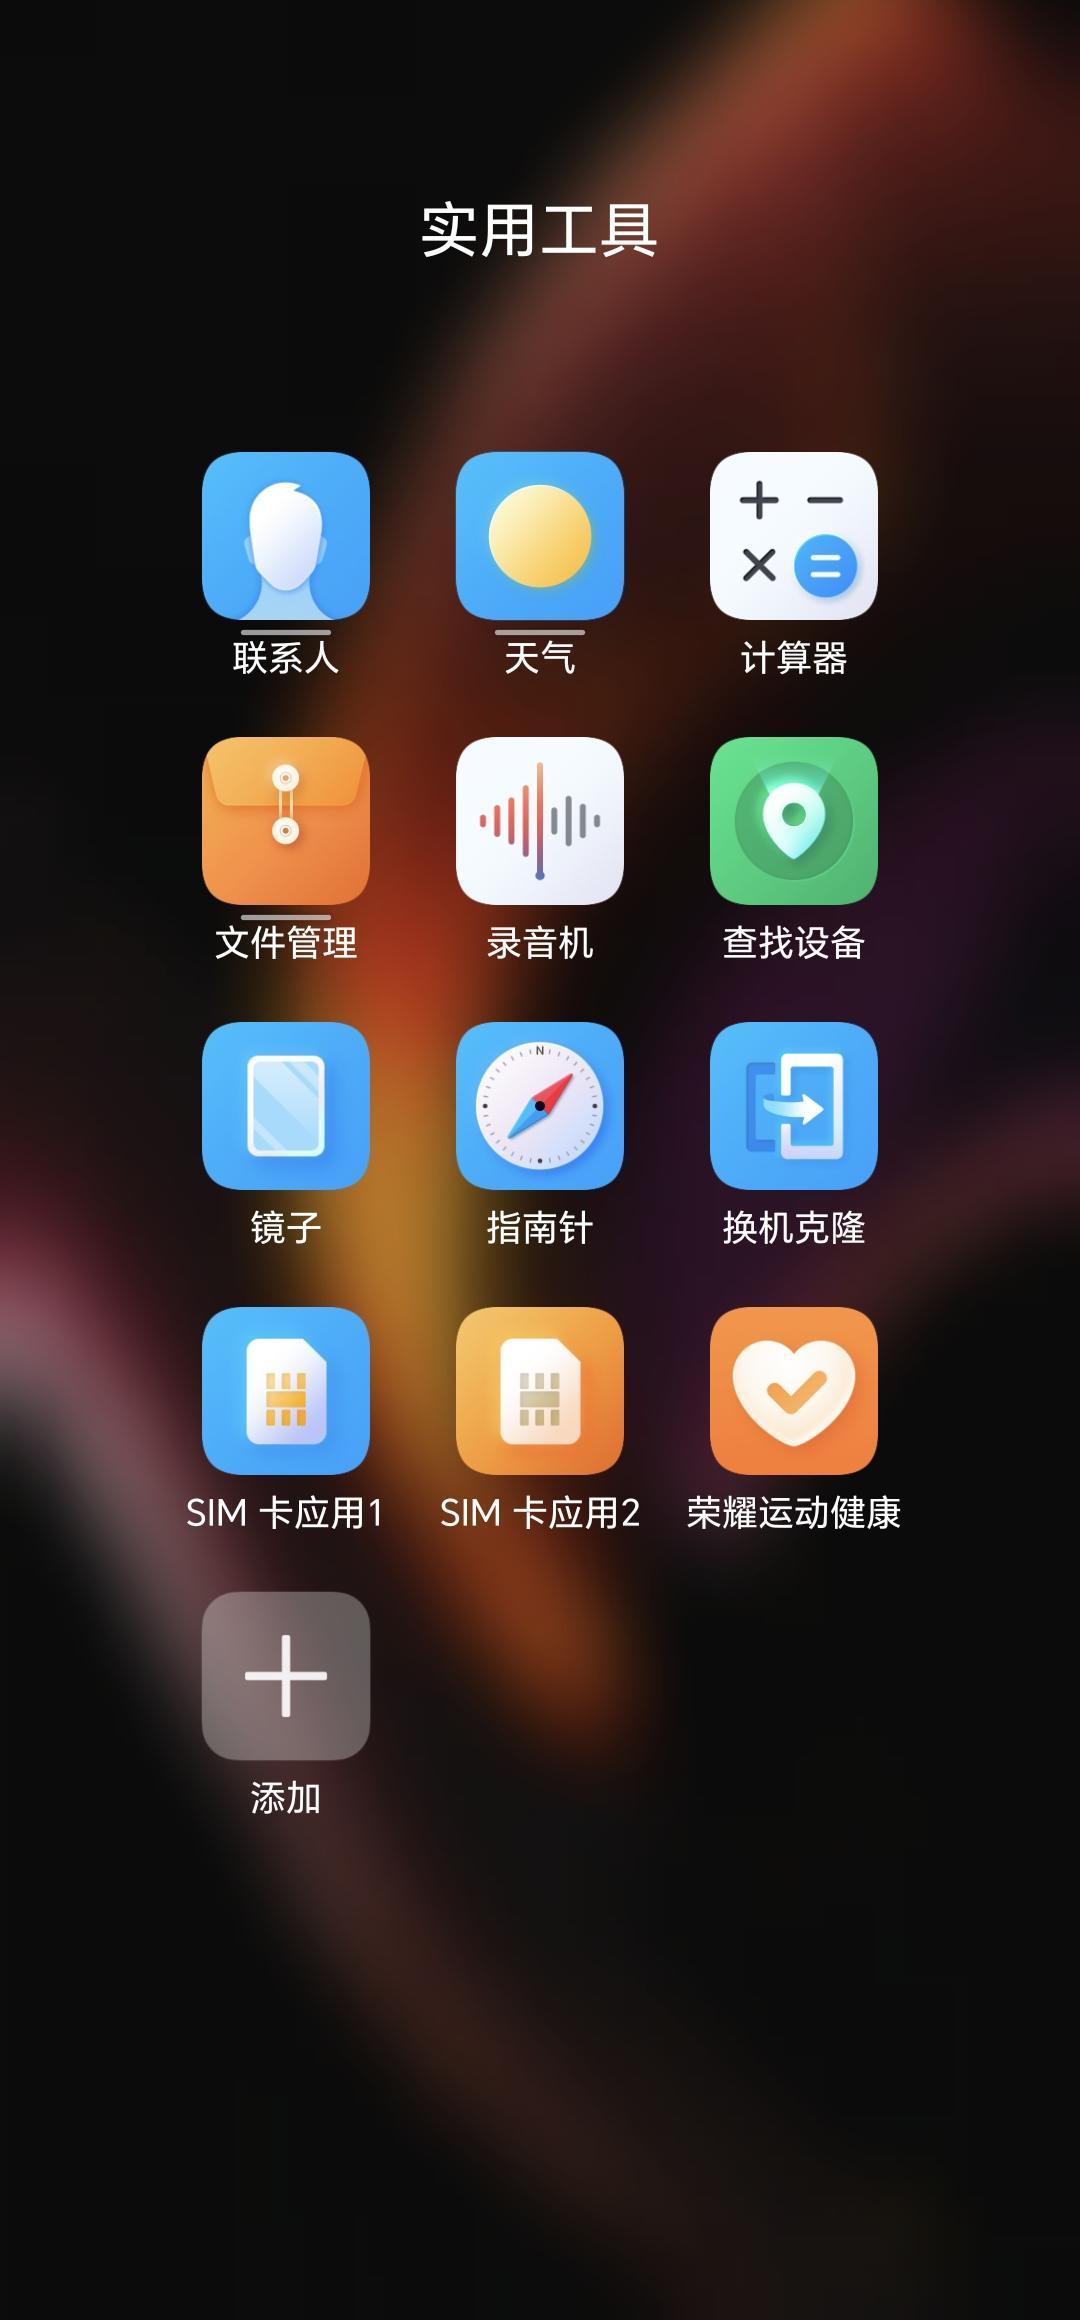 实用工具
联系人
天气
计算器
文件管理
录音机
查找设备
N
镜子
指南针
换机克隆
SIM 卡应用1
SIM 卡应用2
荣耀运动健康
添加